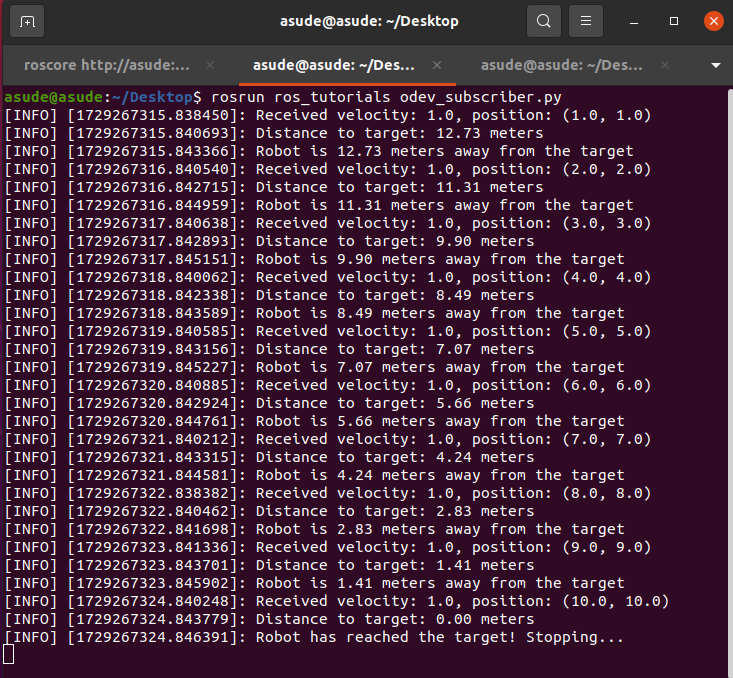 asude@asude: ~/Desktop
roscore http://asude:...
asude@asude: ~/Des...
asude@asude: ~/Des...
asude@asude:~/Desktop$ rosrun ros_tutorials odev_subscriber.py
[INFO] [1729267315.838450]: Received velocity: 1.0, position: (1.0, 1.0)
[INFO] [1729267315.840693]: Distance to target: 12.73 meters
[INFO] [1729267315.843366]: Robot is 12.73 meters away from the target
[INFO] [1729267316.840540]: Received velocity: 1.0, position: (2.0, 2.0)
[INFO] [1729267316.842715]: Distance to target: 11.31 meters
[INFO] [1729267316.844959]: Robot is 11.31 meters away from the target
[INFO] [1729267317.840638]: Received velocity: 1.0, position: (3.0, 3.0)
[INFO] [1729267317.842893]: Distance to target: 9.90 meters
[INFO] [1729267317.845151]: Robot is 9.90 meters away from the target
[INFO] [1729267318.840062]: Received velocity: 1.0, position: (4.0, 4.0)
[INFO] [1729267318.842338]: Distance to target: 8.49 meters
[INFO] [1729267318.843589]: Robot is 8.49 meters away from the target
[INFO] [1729267319.840585]: Received velocity: 1.0, position: (5.0, 5.0)
[INFO] [1729267319.843156]: Distance to target: 7.07 meters
[INFO] [1729267319.845227]: Robot is 7.07 meters away from the target
[INFO] [1729267320.840885]: Received velocity: 1.0, position: (6.0, 6.0)
[INFO] [1729267320.842924]: Distance to target: 5.66 meters
[INFO] [1729267320.844761]: Robot is 5.66 meters away from the target
[INFO] [1729267321.840212]: Received velocity: 1.0, position: (7.0, 7.0)
[INFO] [1729267321.843315]: Distance to target: 4.24 meters
[INFO] [1729267321.844581]: Robot is 4.24 meters away from the target
[INFO] [1729267322.838382]: Received velocity: 1.0, position: (8.0, 8.0)
[INFO] [1729267322.840462]: Distance to target: 2.83 meters
[INFO] [1729267322.841698]: Robot is 2.83 meters away from the target
[INFO] [1729267323.841336]: Received velocity: 1.0, position: (9.0, 9.0)
[INFO] [1729267323.843701]: Distance to target: 1.41 meters
[INFO] [1729267323.845902]: Robot is 1.41 meters away from the target
[INFO] [1729267324.840248]: Received velocity: 1.0, position: (10.0, 10.0)
[INFO] [1729267324.843779]: Distance to target: 0.00 meters
[INFO] [1729267324.846391]: Robot has reached the target! Stopping...